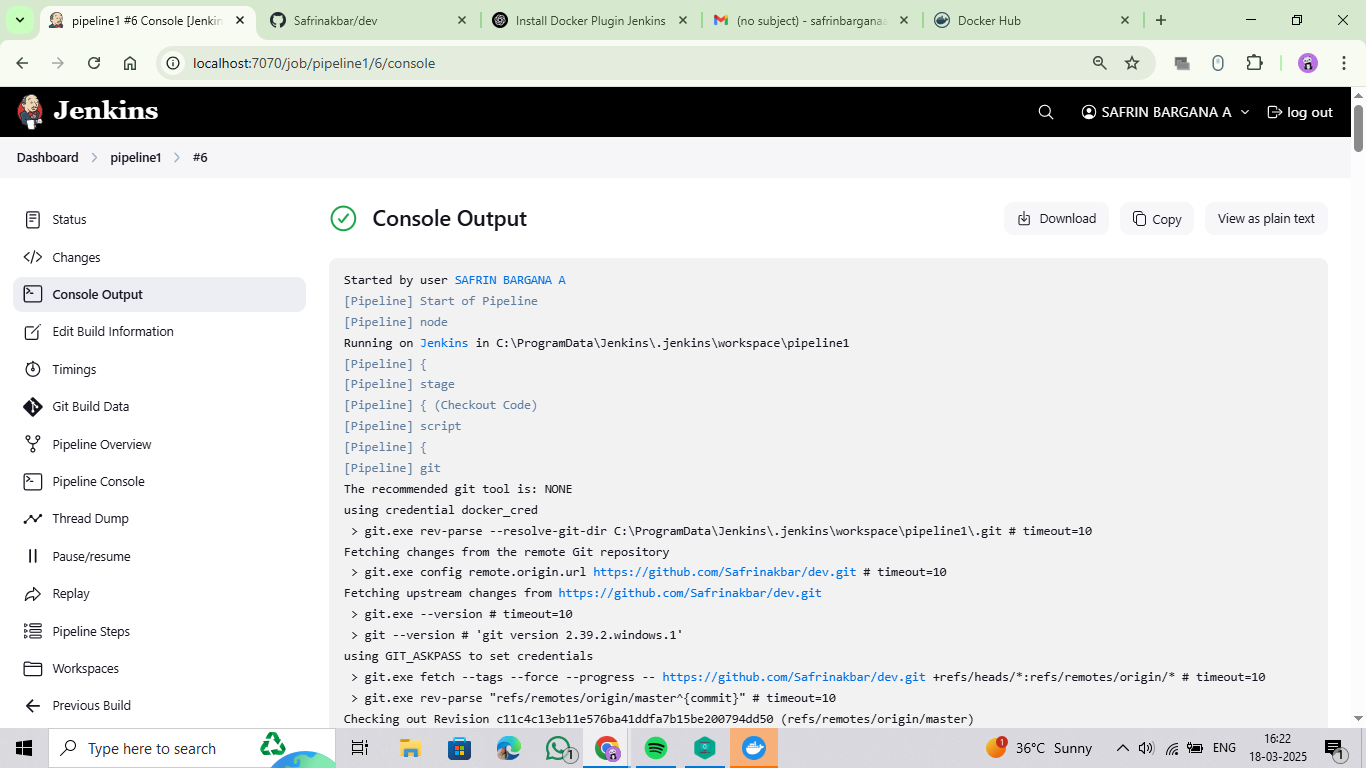 pipeline1 #6 Console [Jenkin
Safrinakbar/dev
Install Docker Plugin Jenkins
(no subject) - safrinbargana
Docker Hub
localhost:7070/job/pipeline1/6/console
Jenkins
SAFRIN BARGANA A
log out
Dashboard
pipeline1
#6
Status
Changes
Console Output
Edit Build Information
Timings
Git Build Data
Pipeline Overview
Pipeline Console
Thread Dump
Pause/resume
Replay
Pipeline Steps
Workspaces
Previous Build
Console Output
Download
Copy
View as plain text
Started by user SAFRIN BARGANA A
[Pipeline] Start of Pipeline
[Pipeline] node
Running on Jenkins in C:\ProgramData\Jenkins\.jenkins\workspace\pipeline1
[Pipeline] {
[Pipeline] stage
[Pipeline] { (Checkout Code)
[Pipeline] script
[Pipeline] {
[Pipeline] git
The recommended git tool is: NONE
using credential docker_cred
> git.exe rev-parse --resolve-git-dir C:\ProgramData\Jenkins\.jenkins\workspace\pipeline1\.git # timeout=10
Fetching changes from the remote Git repository
> git.exe config remote.origin.url https://github.com/Safrinakbar/dev.git # timeout=10
Fetching upstream changes from https://github.com/Safrinakbar/dev.git
> git.exe --version # timeout=10
> git --version # 'git version 2.39.2.windows.1'
using GIT_ASKPASS to set credentials
> git.exe fetch --tags --force --progress -- https://github.com/Safrinakbar/dev.git +refs/heads/*:refs/remotes/origin/* # timeout=10
> git.exe rev-parse "refs/remotes/origin/master^{commit}" # timeout=10
Checking out Revision c11c4c13eb11e576ba41ddfa7b15be200794dd50 (refs/remotes/origin/master)
Type here to search
1
1
36°C Sunny
ENG
16:22
18-03-2025
1